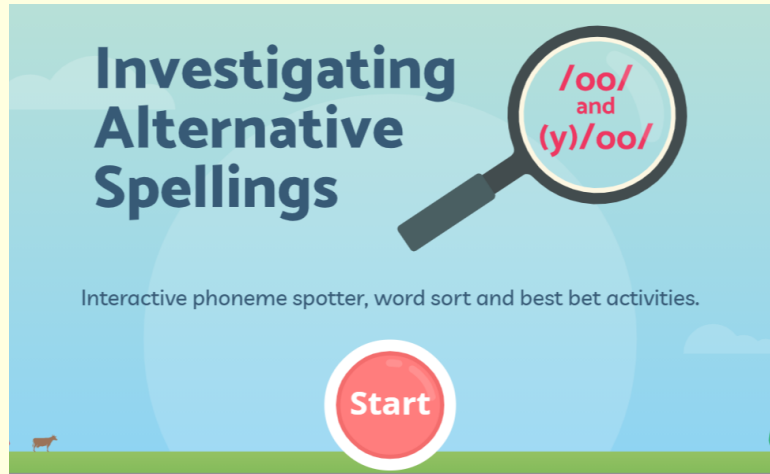 Investigating
Alternative
Spellings
/oo/
and
(y)/oo/
Interactive phoneme spotter, word sort and best bet activities.
Start